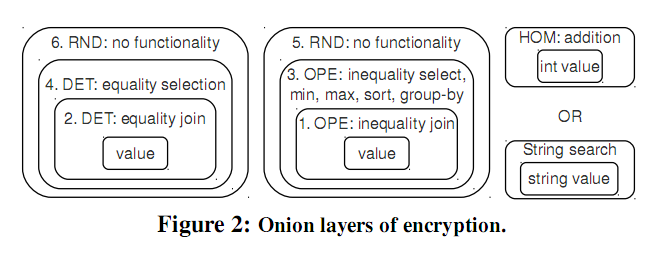 6. RND: no functionality
4. DET: equality selection
2. DET: equality join
value
5. RND: no functionality
3. OPE: inequality select,
min, max, sort, group-by
1. OPE: inequality join
value
HOM: addition
int value
OR
String search
string value
Figure 2: Onion layers of encryption.